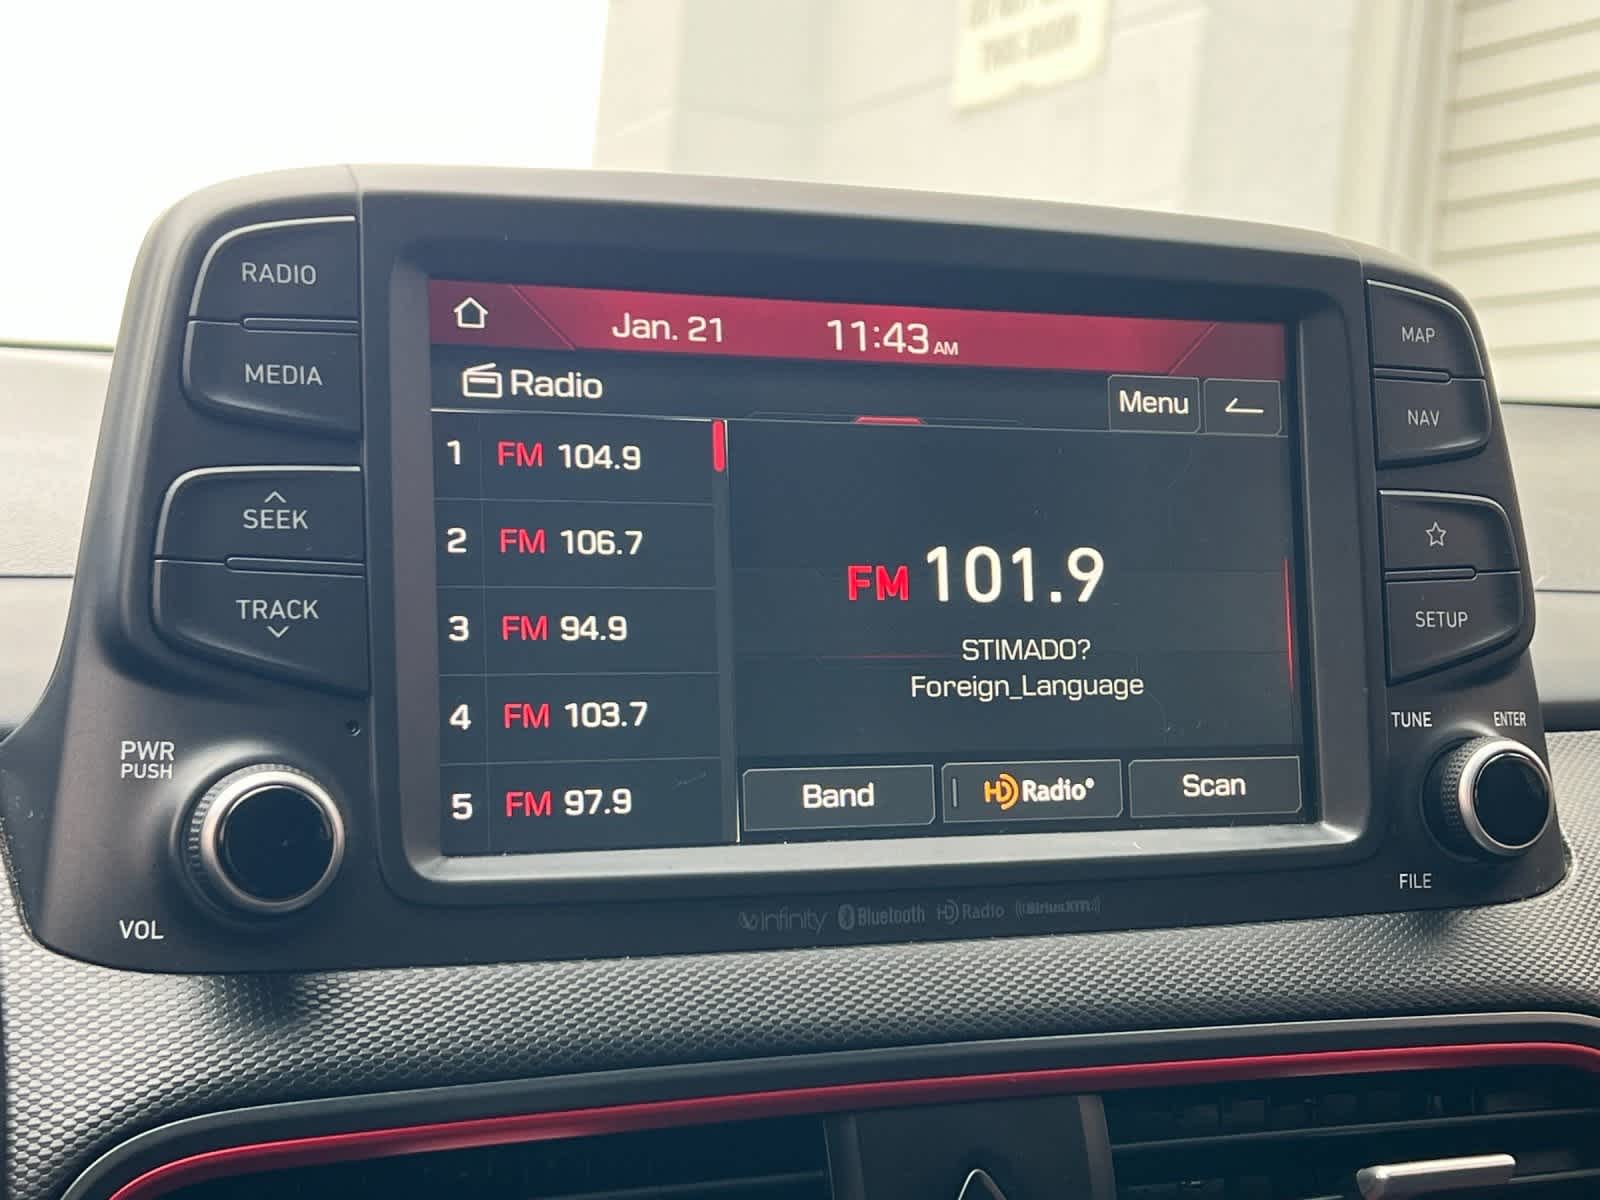 THIS DOOR
RADIO
MEDIA
SEEK
TRACK
PWR
PUSH
VOL
Jan. 21 11:43 AM
Radio
Menu
1 FM 104.9
2 FM 106.7
3 FM 94.9
4 FM 103.7
5 FM 97.9
FM 101.9
STIMADO?
Foreign_Language
Band HD Radio® Scan
MAP
NAV
SETUP
TUNE ENTER
FILE
infinity Bluetooth HD Radio SiriusXM